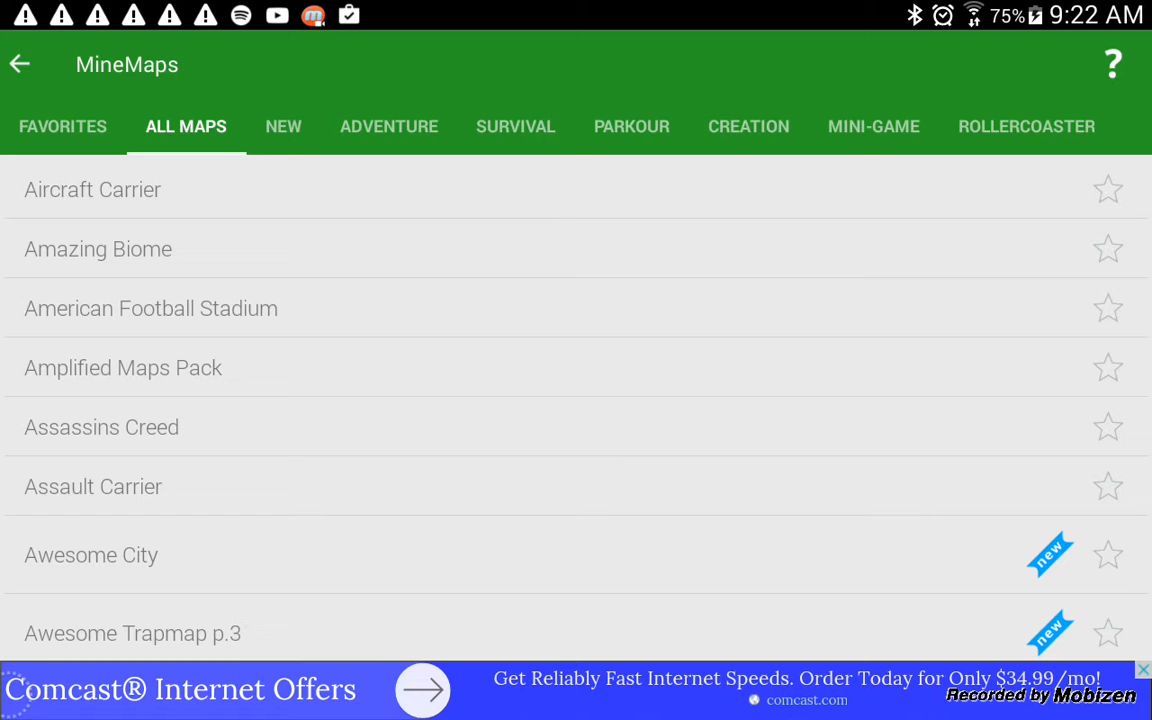 75% 9:22 AM
MineMaps ?
FAVORITES ALL MAPS NEW ADVENTURE SURVIVAL PARKOUR CREATION MINI-GAME ROLLERCOASTER
Aircraft Carrier
Amazing Biome
American Football Stadium
Amplified Maps Pack
Assassins Creed
Assault Carrier
Awesome City new
Awesome Trapmap p.3 new
Comcast® Internet Offers
Get Reliably Fast Internet Speeds. Order Today for Only $34.99/mo!
comcast.com
Recorded by Mobizen